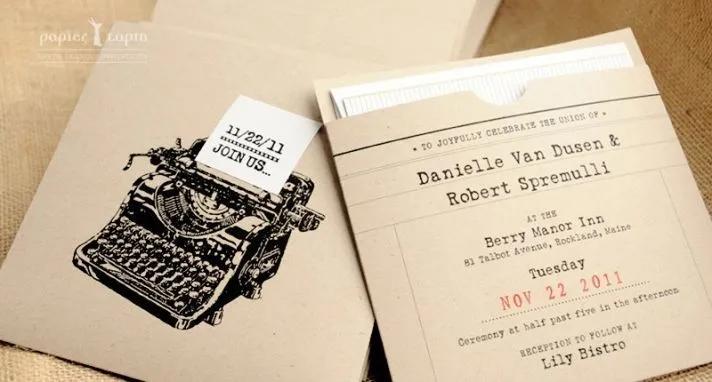 papier Lapin
11/22/11
JOIN US...
• TO JOYFULLY CELEBRATE THE UNION OF •
Danielle Van Dusen &
Robert Spremulli
AT THE
Berry Manor Inn
81 Talbot Avenue, Rockland, Maine
Tuesday
NOV 22 2011
Ceremony at half past five in the afternoon
RECEPTION TO FOLLOW AT
Lily Bistro